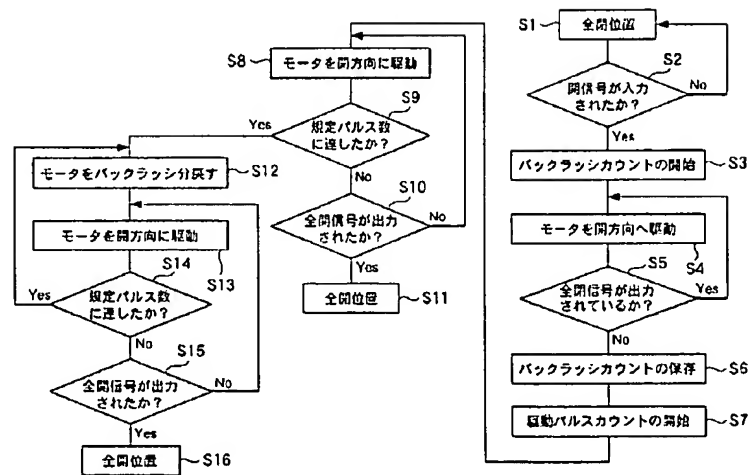 S1
全閉位置
S2
開信号が入力
されたか?
No
Yes
バックラッシカウントの開始
S3
モータを開方向へ駆動
S4
S5
全閉信号が出力
されているか?
Yes
No
バックラッシカウントの保存
S6
駆動パルスカウントの開始
S7
S8
モータを開方向に駆動
S9
規定パルス数
に達したか?
Yes
No
S10
全開信号が出力
されたか?
No
Yes
全開位置
S11
モータをバックラッシ分戻す
S12
モータを開方向に駆動
S13
S14
規定パルス数
に達したか?
Yes
No
S15
全開信号が出力
されたか?
No
Yes
全開位置
S16